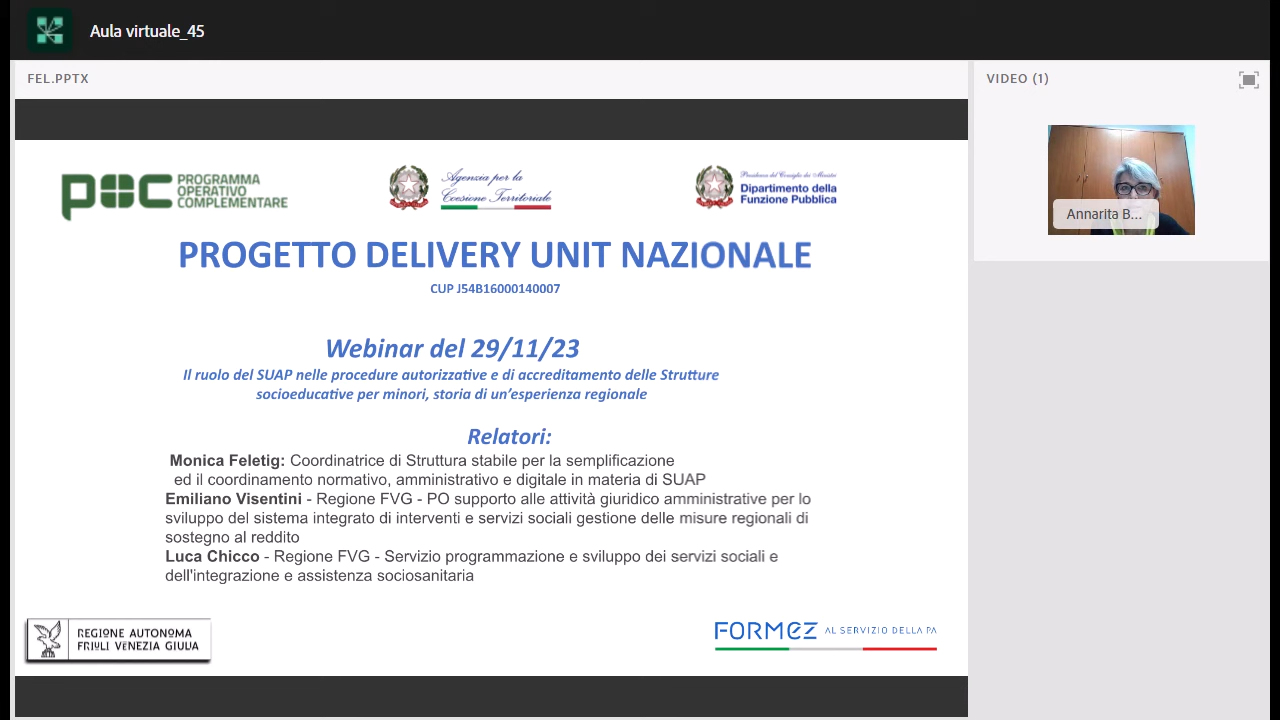 Aula virtuale_45
FEL.PPTX
VIDEO (1)
POC PROGRAMMA
OPERATIVO
COMPLEMENTARE
Agenzia per la
Coesione Territoriale
Presidenza del Consiglio dei Ministri
Dipartimento della
Funzione Pubblica
Annarita B...
PROGETTO DELIVERY UNIT NAZIONALE
CUP J54B16000140007
Webinar del 29/11/23
Il ruolo del SUAP nelle procedure autorizzative e di accreditamento delle Strutture
socioeducative per minori, storia di un'esperienza regionale
Relatori:
Monica Feletig: Coordinatrice di Struttura stabile per la semplificazione
ed il coordinamento normativo, amministrativo e digitale in materia di SUAP
Emiliano Visentini - Regione FVG - PO supporto alle attività giuridico amministrative per lo
sviluppo del sistema integrato di interventi e servizi sociali gestione delle misure regionali di
sostegno al reddito
Luca Chicco - Regione FVG - Servizio programmazione e sviluppo dei servizi sociali e
dell'integrazione e assistenza sociosanitaria
REGIONE AUTONOMA
FRIULI VENEZIA GIULIA
FORMEZ AL SERVIZIO DELLA PA